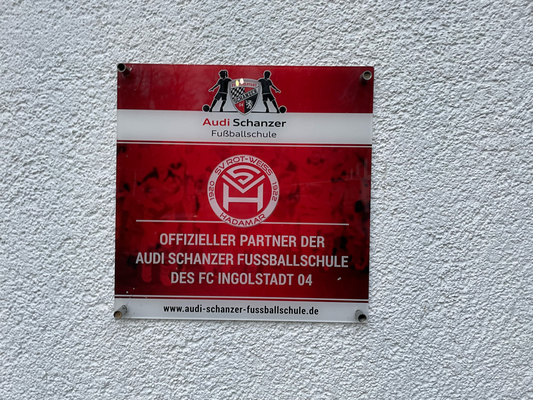 Audi Schanzer
Fußballschule
SV ROT-WEISS
1920 1922
HADAMAR
OFFIZIELLER PARTNER DER
AUDI SCHANZER FUSSBALLSCHULE
DES FC INGOLSTADT 04
www.audi-schanzer-fussballschule.de